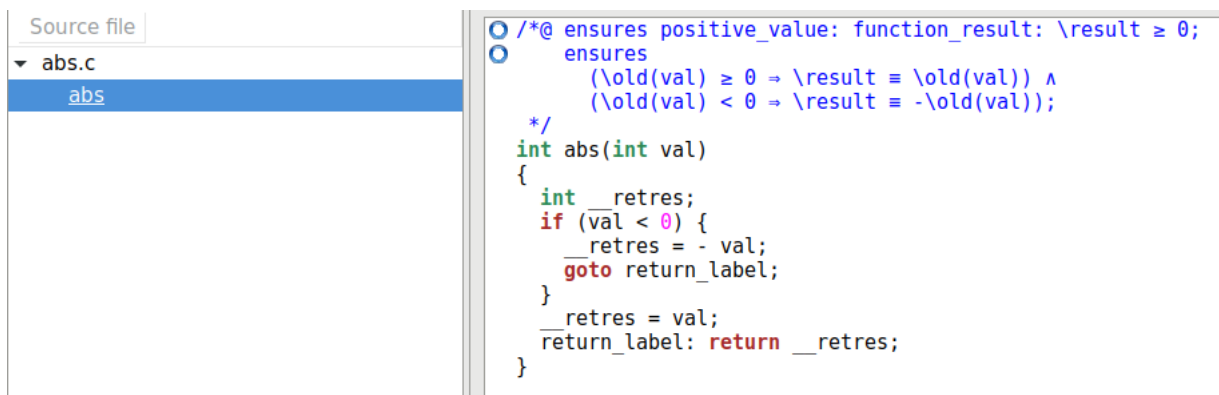 Source file
abs.c
abs
/*@ ensures positive_value: function_result: \result ≥ 0;
ensures
(\old(val) ≥ 0 ⇒ \result ≡ \old(val)) ∧
(\old(val) < 0 ⇒ \result ≡ -\old(val));
*/
int abs(int val)
{
int __retres;
if (val < 0) {
__retres = - val;
goto return_label;
}
__retres = val;
return_label: return __retres;
}